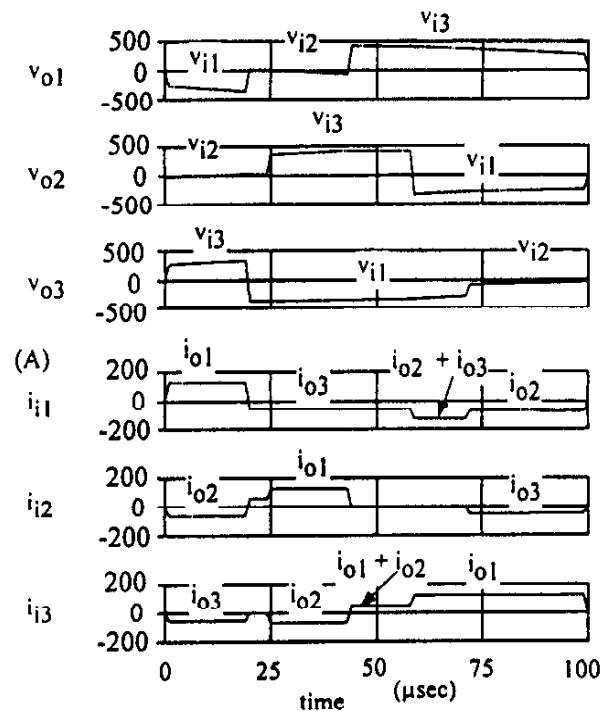 500 v_i1 v_i2 v_i3
v_o1 0
-500
v_i3
500 v_i2
v_o2 0 v_i1
-500
500 v_i3 v_i2
v_o3 0 v_i1
-500
(A) 200 i_o1 i_o3 i_o2 + i_o3 i_o2
i_i1 0
-200
200 i_o1
i_i2 0 i_o2 i_o3
-200
i_o1 + i_o2
200 i_o3 i_o2 i_o1
i_i3 0
-200
0 25 50 75 100
time (μsec)